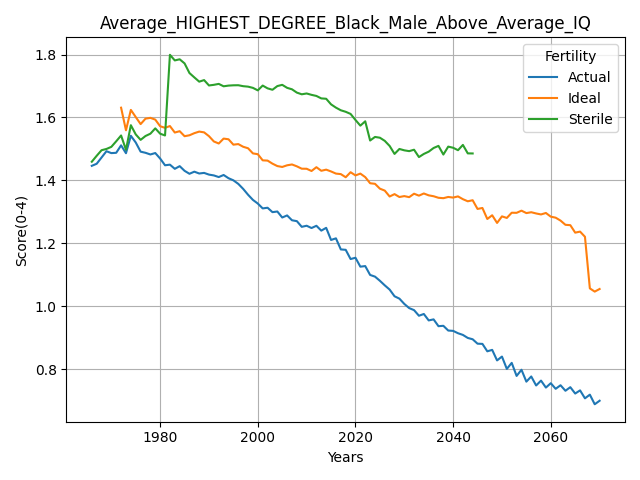 Average_HIGHEST_DEGREE_Black_Male_Above_Average_IQ
Fertility
Actual
Ideal
Sterile
Score(0-4)
1.8
1.6
1.4
1.2
1.0
0.8
1980
2000
2020
2040
2060
Years